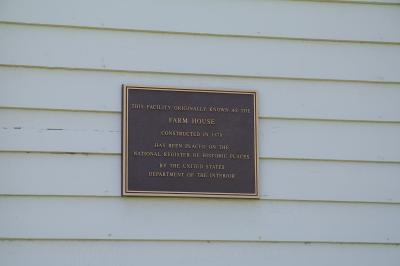 THIS FACILITY ORIGINALLY KNOWN AS THE
FARM HOUSE
CONSTRUCTED IN 1878
HAS BEEN PLACED ON THE
NATIONAL REGISTER OF HISTORIC PLACES
BY THE UNITED STATES
DEPARTMENT OF THE INTERIOR